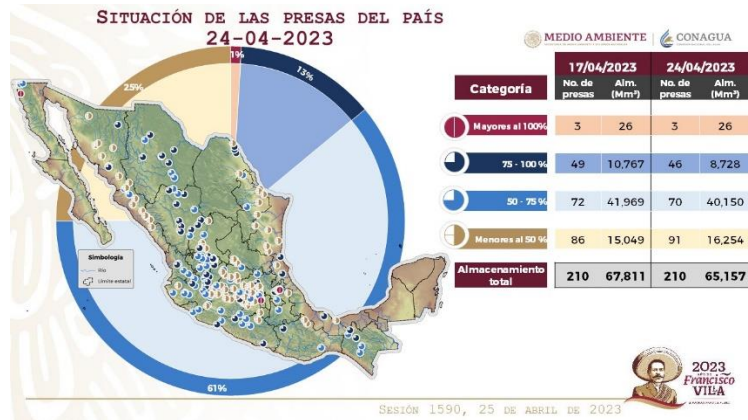 SITUACIÓN DE LAS PRESAS DEL PAÍS
24-04-2023
MEDIO AMBIENTE
CONAGUA
1%
13%
25%
61%
Simbología
Río
Límite estatal
17/04/2023 24/04/2023
Categoría No. de presas Alm. (Mm³) No. de presas Alm. (Mm³)
Mayores al 100% 3 26 3 26
75 - 100 % 49 10,767 46 8,728
50 - 75 % 72 41,969 70 40,150
Menores al 50 % 86 15,049 91 16,254
Almacenamiento total 210 67,811 210 65,157
2023
Francisco
VILLA
SESIÓN 1590, 25 DE ABRIL DE 2023